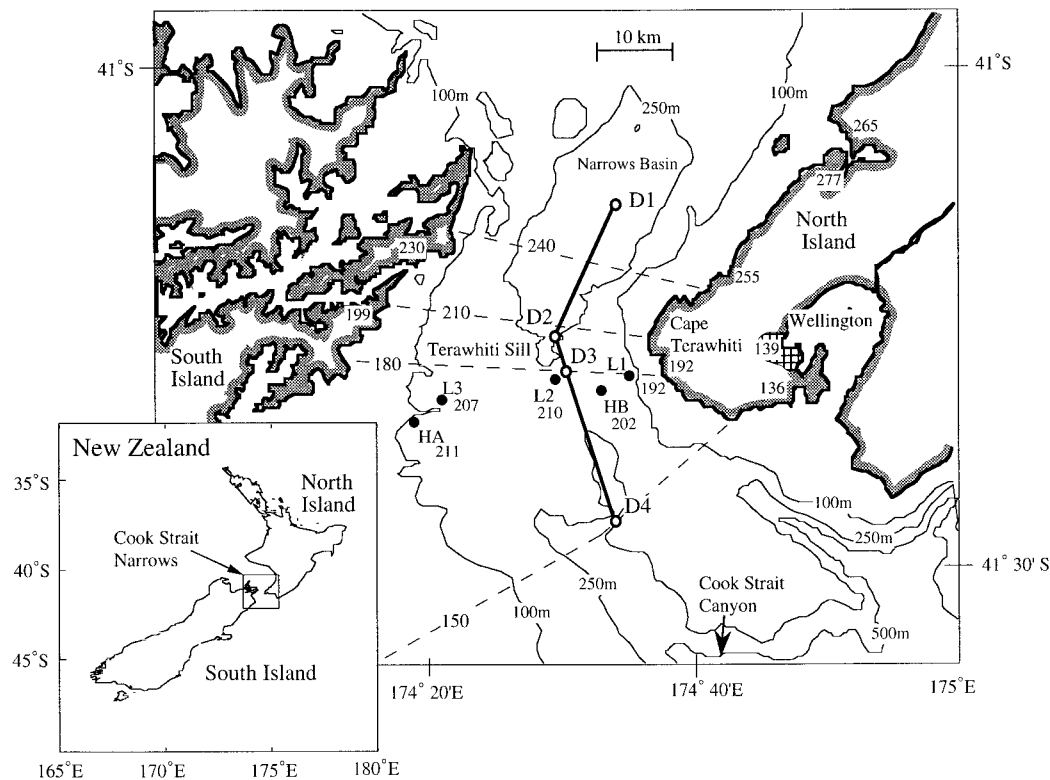 10 km
41°S
41°S
100m
250m
100m
265
Narrows Basin
277
D1
North
Island
230
240
255
199
210
D2
Cape
Terawhiti
Wellington
139
Terawhiti Sill
D3
L1
180
192
South
Island
L3
207
L2
210
HB
202
192
136
HA
211
New Zealand
35°S
North
Island
D4
100m
250m
Cook Strait
Narrows
40°S
41°30' S
250m
Cook Strait
Canyon
100m
150
500m
45°S
South Island
174°20'E
174°40'E
175°E
165°E
170°E
175°E
180°E